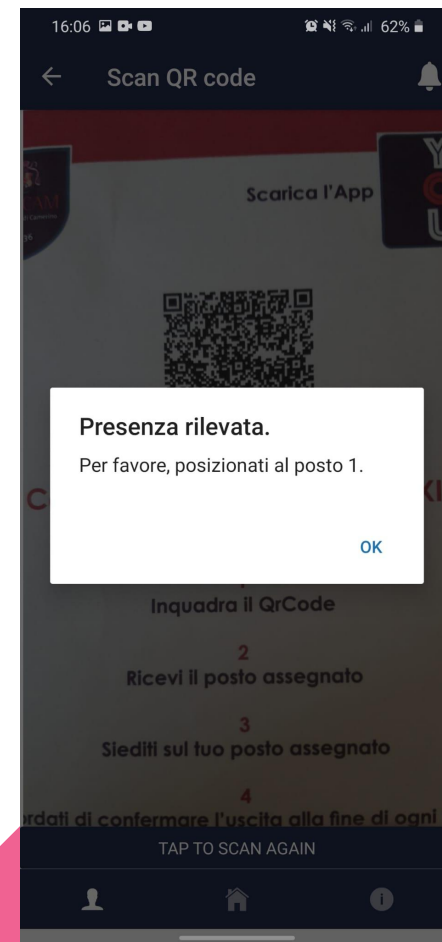 16:06
62%
Scan QR code
Scarica l'App
YOU
Presenza rilevata.
Per favore, posizionati al posto 1.
OK
Inquadra il QrCode
2
Ricevi il posto assegnato
3
Siediti sul tuo posto assegnato
4
di confermare l'uscita alla fine di ogni
TAP TO SCAN AGAIN